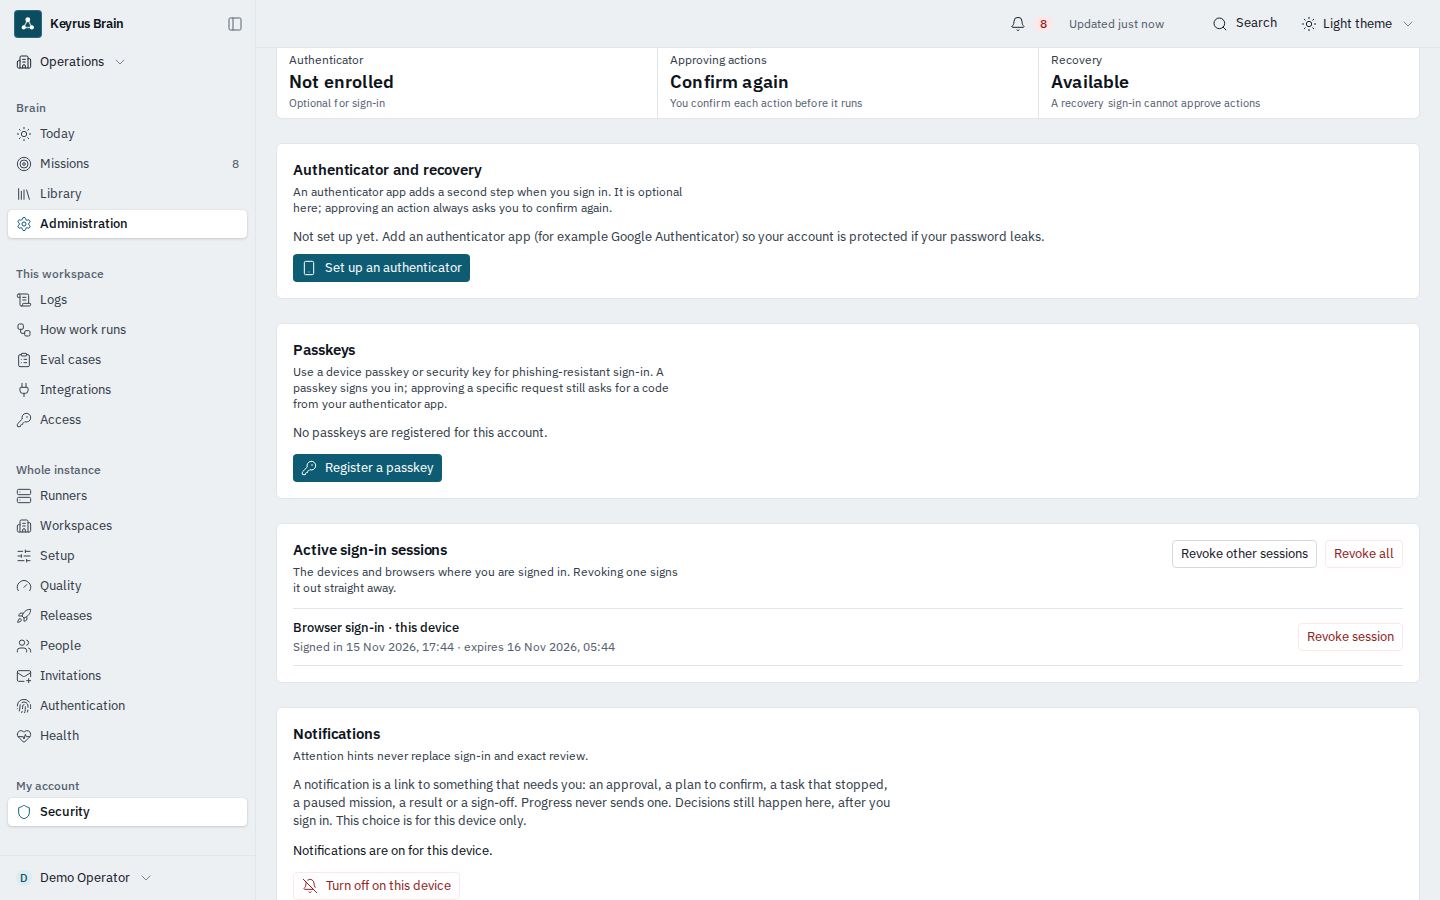 Keyrus Brain
Operations
Brain
Today
Missions 8
Library
Administration
This workspace
Logs
How work runs
Eval cases
Integrations
Access
Whole instance
Runners
Workspaces
Setup
Quality
Releases
People
Invitations
Authentication
Health
My account
Security
D Demo Operator
8 Updated just now Search Light theme
Authenticator
Not enrolled
Optional for sign-in
Approving actions
Confirm again
You confirm each action before it runs
Recovery
Available
A recovery sign-in cannot approve actions
Authenticator and recovery
An authenticator app adds a second step when you sign in. It is optional
here; approving an action always asks you to confirm again.
Not set up yet. Add an authenticator app (for example Google Authenticator) so your account is protected if your password leaks.
Set up an authenticator
Passkeys
Use a device passkey or security key for phishing-resistant sign-in. A
passkey signs you in; approving a specific request still asks for a code
from your authenticator app.
No passkeys are registered for this account.
Register a passkey
Active sign-in sessions
The devices and browsers where you are signed in. Revoking one signs
it out straight away.
Revoke other sessions Revoke all
Browser sign-in · this device
Signed in 15 Nov 2026, 17:44 · expires 16 Nov 2026, 05:44
Revoke session
Notifications
Attention hints never replace sign-in and exact review.
A notification is a link to something that needs you: an approval, a plan to confirm, a task that stopped,
a paused mission, a result or a sign-off. Progress never sends one. Decisions still happen here, after you
sign in. This choice is for this device only.
Notifications are on for this device.
Turn off on this device